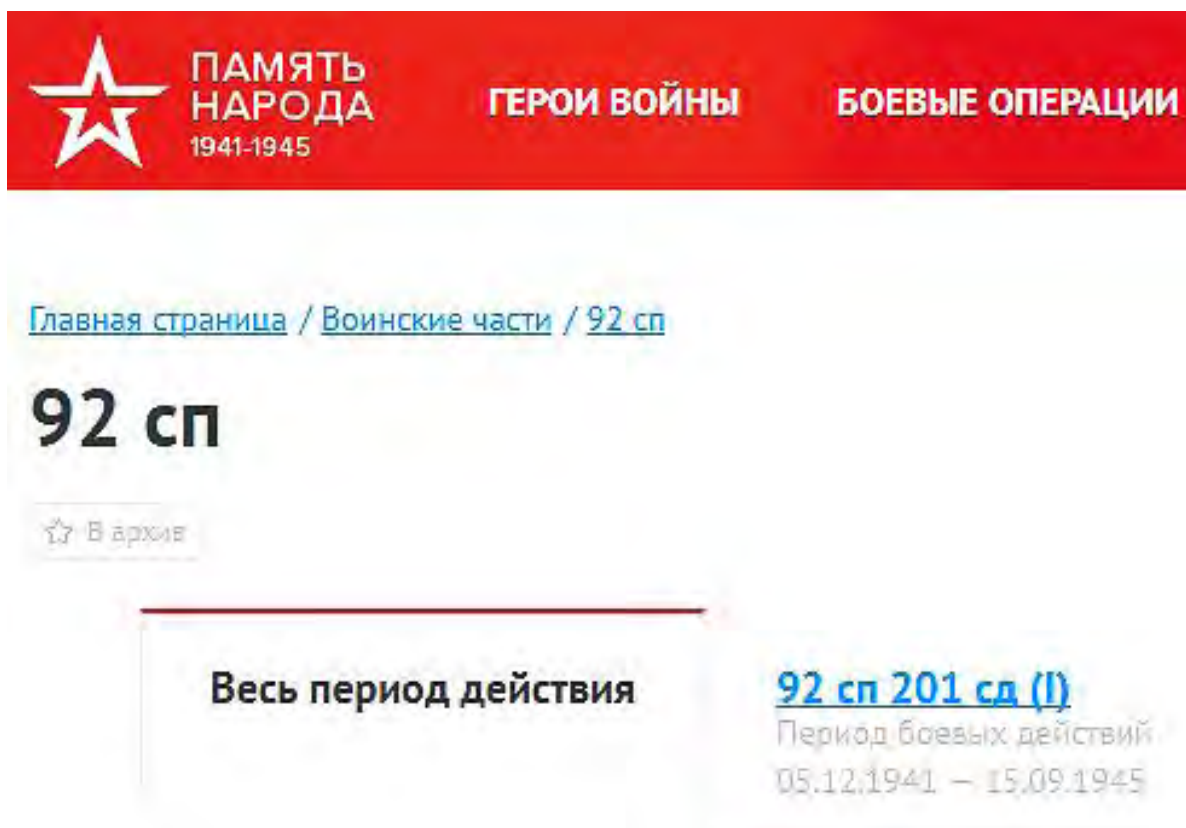 ПАМЯТЬ
НАРОДА
1941-1945
ГЕРОИ ВОЙНЫ БОЕВЫЕ ОПЕРАЦИИ
Главная страница / Воинские части / 92 сп
92 сп
В архив
Весь период действия
92 сп 201 сд (I)
Период боевых действий
05.12.1941 — 15.09.1945